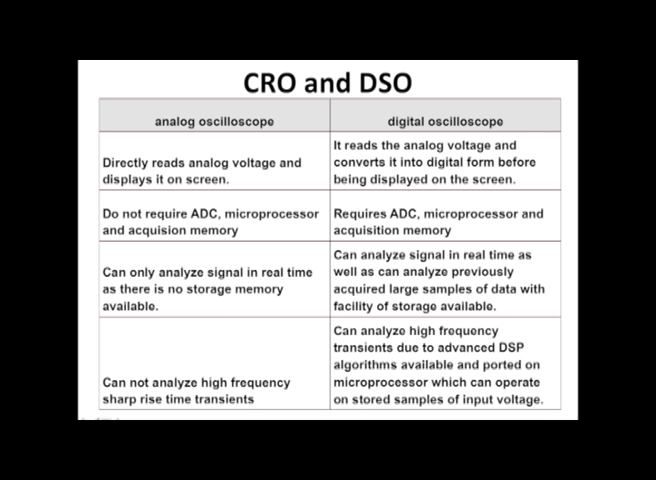 CRO and DSO
analog oscilloscope
digital oscilloscope
Directly reads analog voltage and
displays it on screen.
It reads the analog voltage and
converts it into digital form before
being displayed on the screen.
Do not require ADC, microprocessor
and acquision memory
Requires ADC, microprocessor and
acquisition memory
Can only analyze signal in real time
as there is no storage memory
available.
Can analyze signal in real time as
well as can analyze previously
acquired large samples of data with
facility of storage available.
Can not analyze high frequency
sharp rise time transients
Can analyze high frequency
transients due to advanced DSP
algorithms available and ported on
microprocessor which can operate
on stored samples of input voltage.